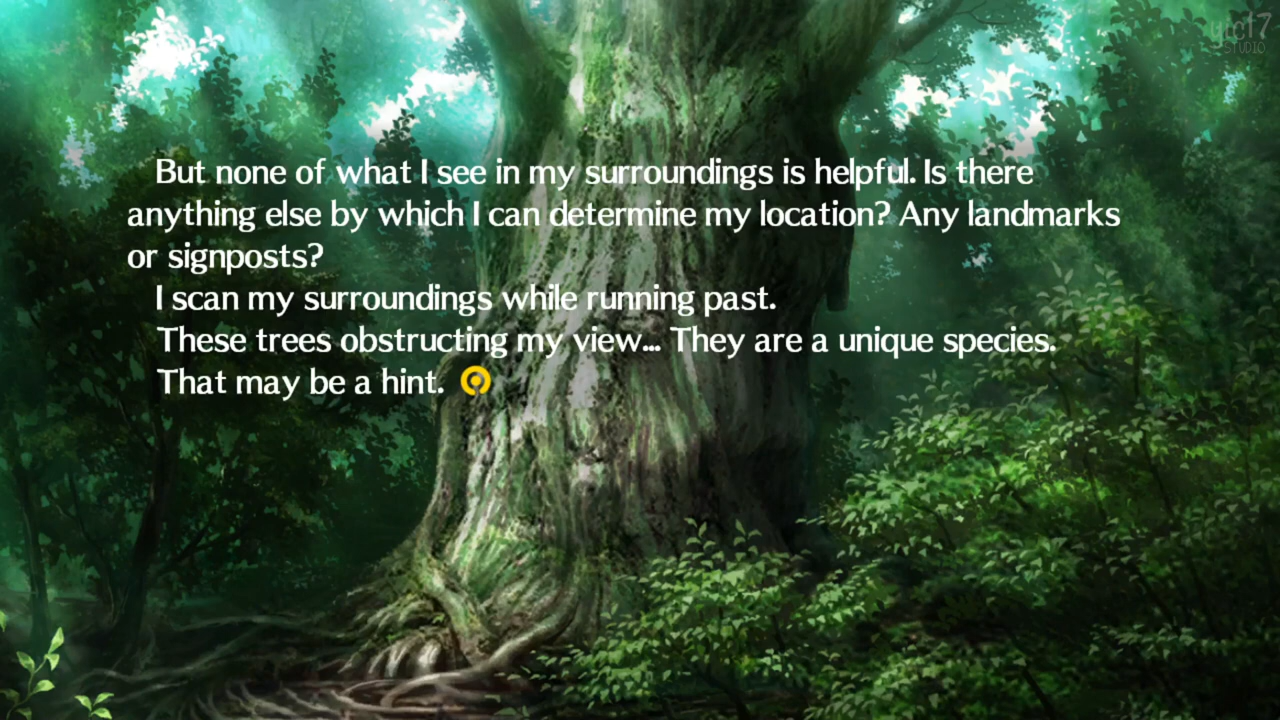 yic17
STUDIO
But none of what I see in my surroundings is helpful. Is there
anything else by which I can determine my location? Any landmarks
or signposts?
I scan my surroundings while running past.
These trees obstructing my view... They are a unique species.
That may be a hint.